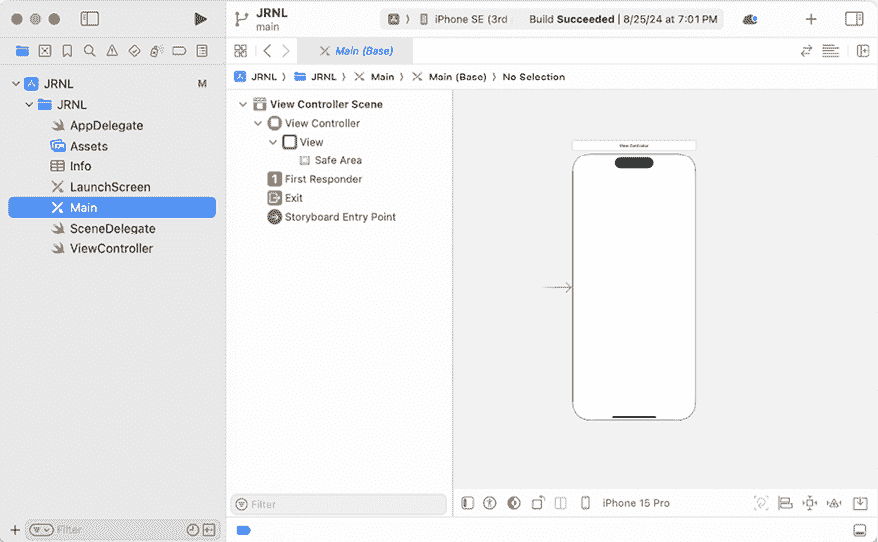 JRNL
main
iPhone SE (3rd
Build Succeeded | 8/25/24 at 7:01 PM
Main (Base)
JRNL
JRNL
Main
Main (Base)
No Selection
JRNL
M
JRNL
AppDelegate
Assets
Info
LaunchScreen
Main
SceneDelegate
ViewController
View Controller Scene
View Controller
View
Safe Area
1 First Responder
Exit
Storyboard Entry Point
View Controller
Filter
iPhone 15 Pro
Filter